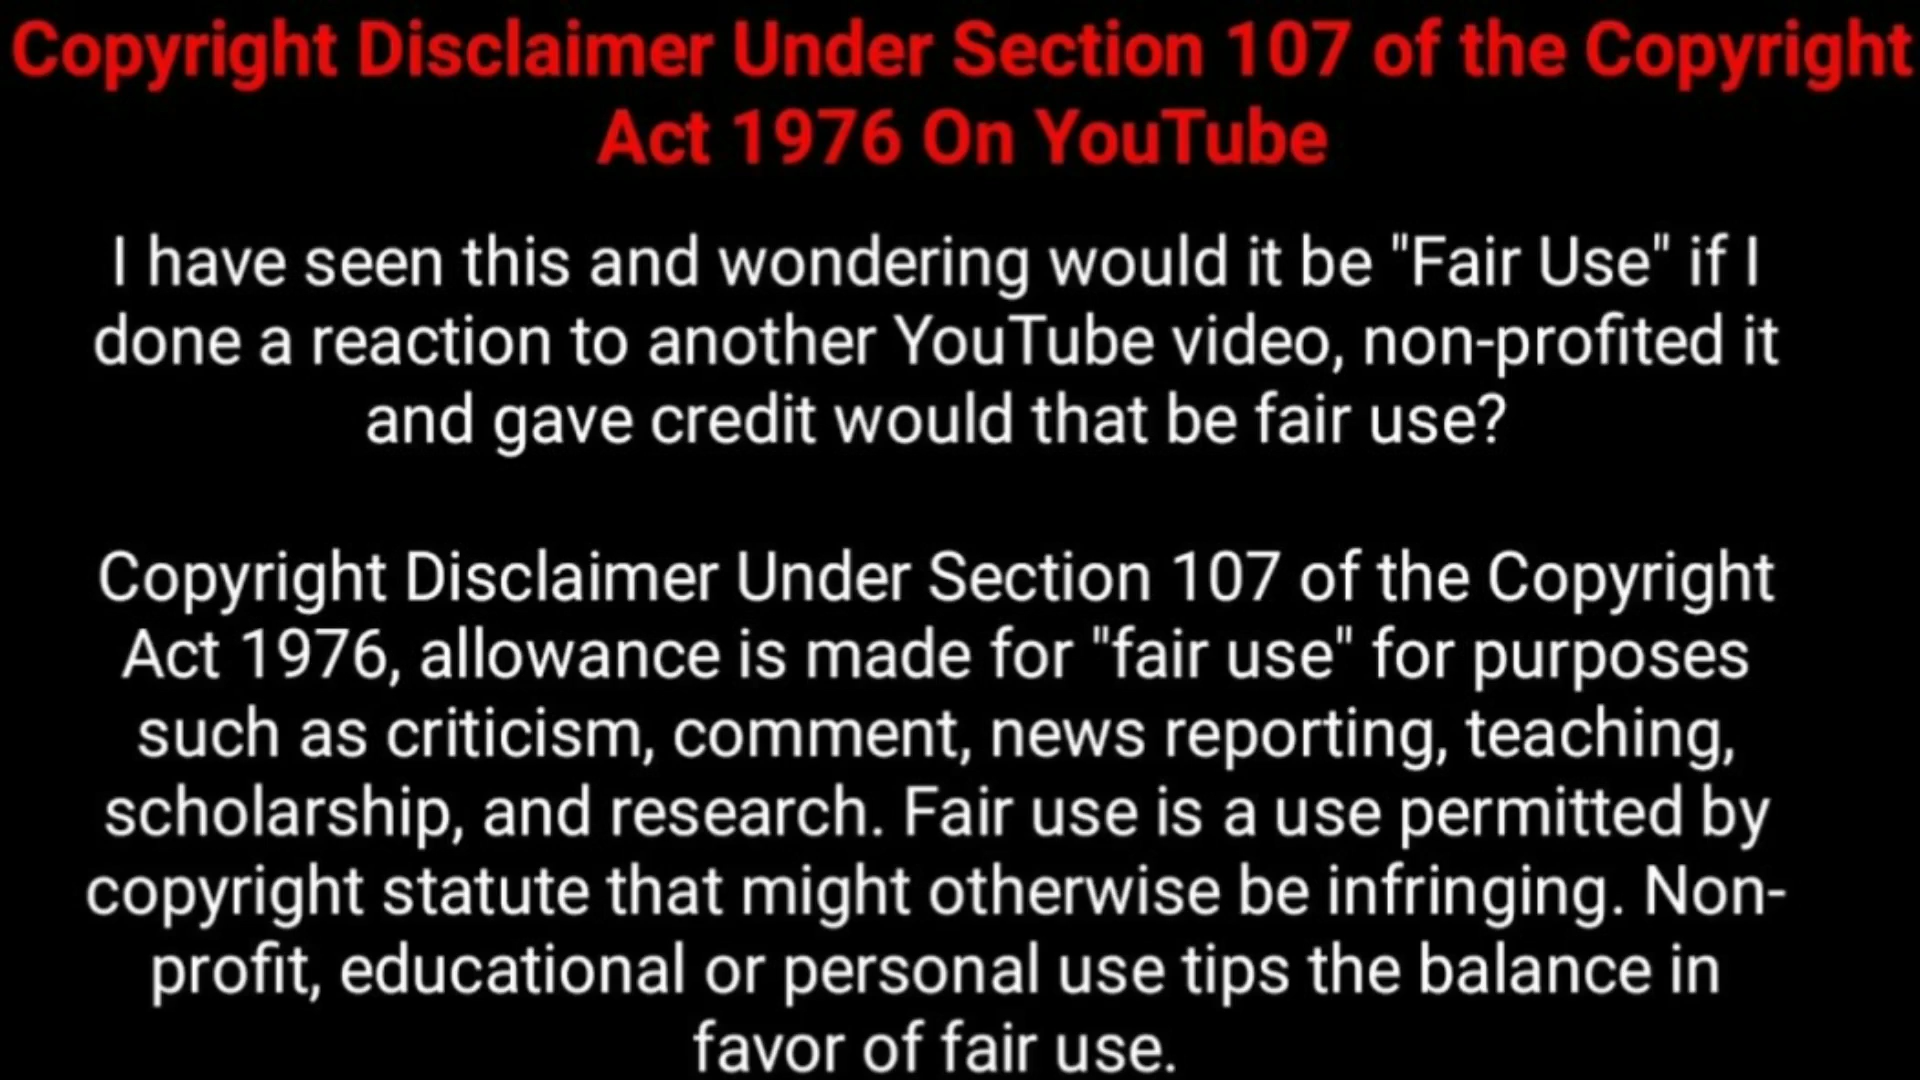 Copyright Disclaimer Under Section 107 of the Copyright
Act 1976 On YouTube
I have seen this and wondering would it be "Fair Use" if I
done a reaction to another YouTube video, non-profited it
and gave credit would that be fair use?
Copyright Disclaimer Under Section 107 of the Copyright
Act 1976, allowance is made for "fair use" for purposes
such as criticism, comment, news reporting, teaching,
scholarship, and research. Fair use is a use permitted by
copyright statute that might otherwise be infringing. Non-
profit, educational or personal use tips the balance in
favor of fair use.